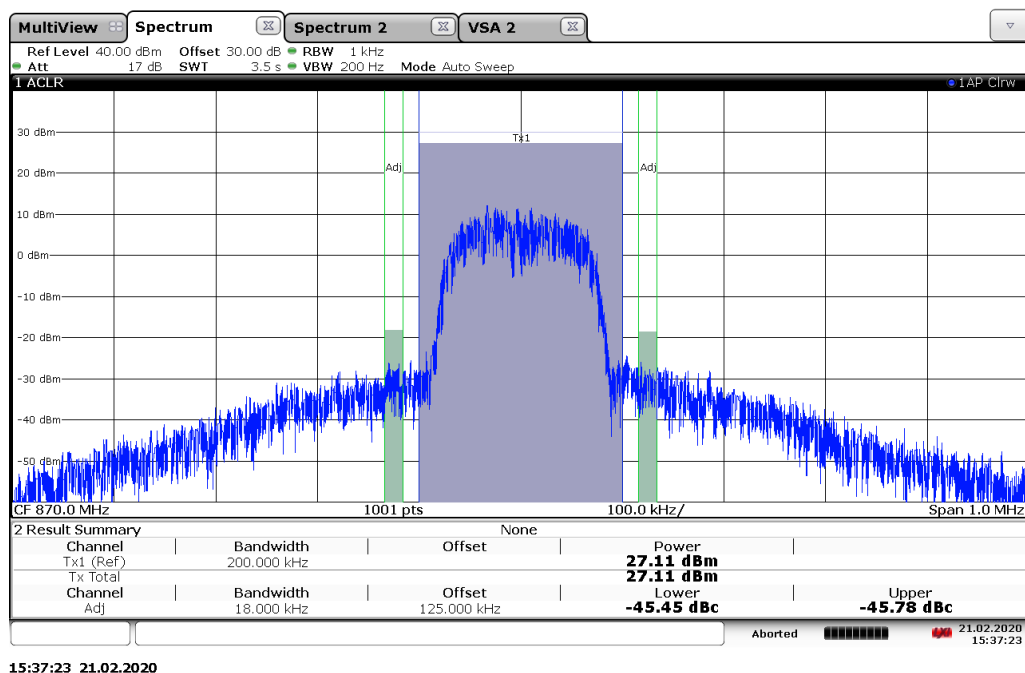 MultiView Spectrum Spectrum 2 VSA 2
Ref Level 40.00 dBm Offset 30.00 dB RBW 1 kHz
Att 17 dB SWT 3.5 s VBW 200 Hz Mode Auto Sweep
1 ACLR 1AP Clrw
30 dBm
Tx1
Adj Adj
20 dBm
10 dBm
0 dBm
-10 dBm
-20 dBm
-30 dBm
-40 dBm
-50 dBm
CF 870.0 MHz 1001 pts 100.0 kHz/ Span 1.0 MHz
2 Result Summary None
Channel Bandwidth Offset Power
Tx1 (Ref) 200.000 kHz 27.11 dBm
Tx Total 27.11 dBm
Channel Bandwidth Offset Lower Upper
Adj 18.000 kHz 125.000 kHz -45.45 dBc -45.78 dBc
Aborted 21.02.2020
15:37:23
15:37:23 21.02.2020